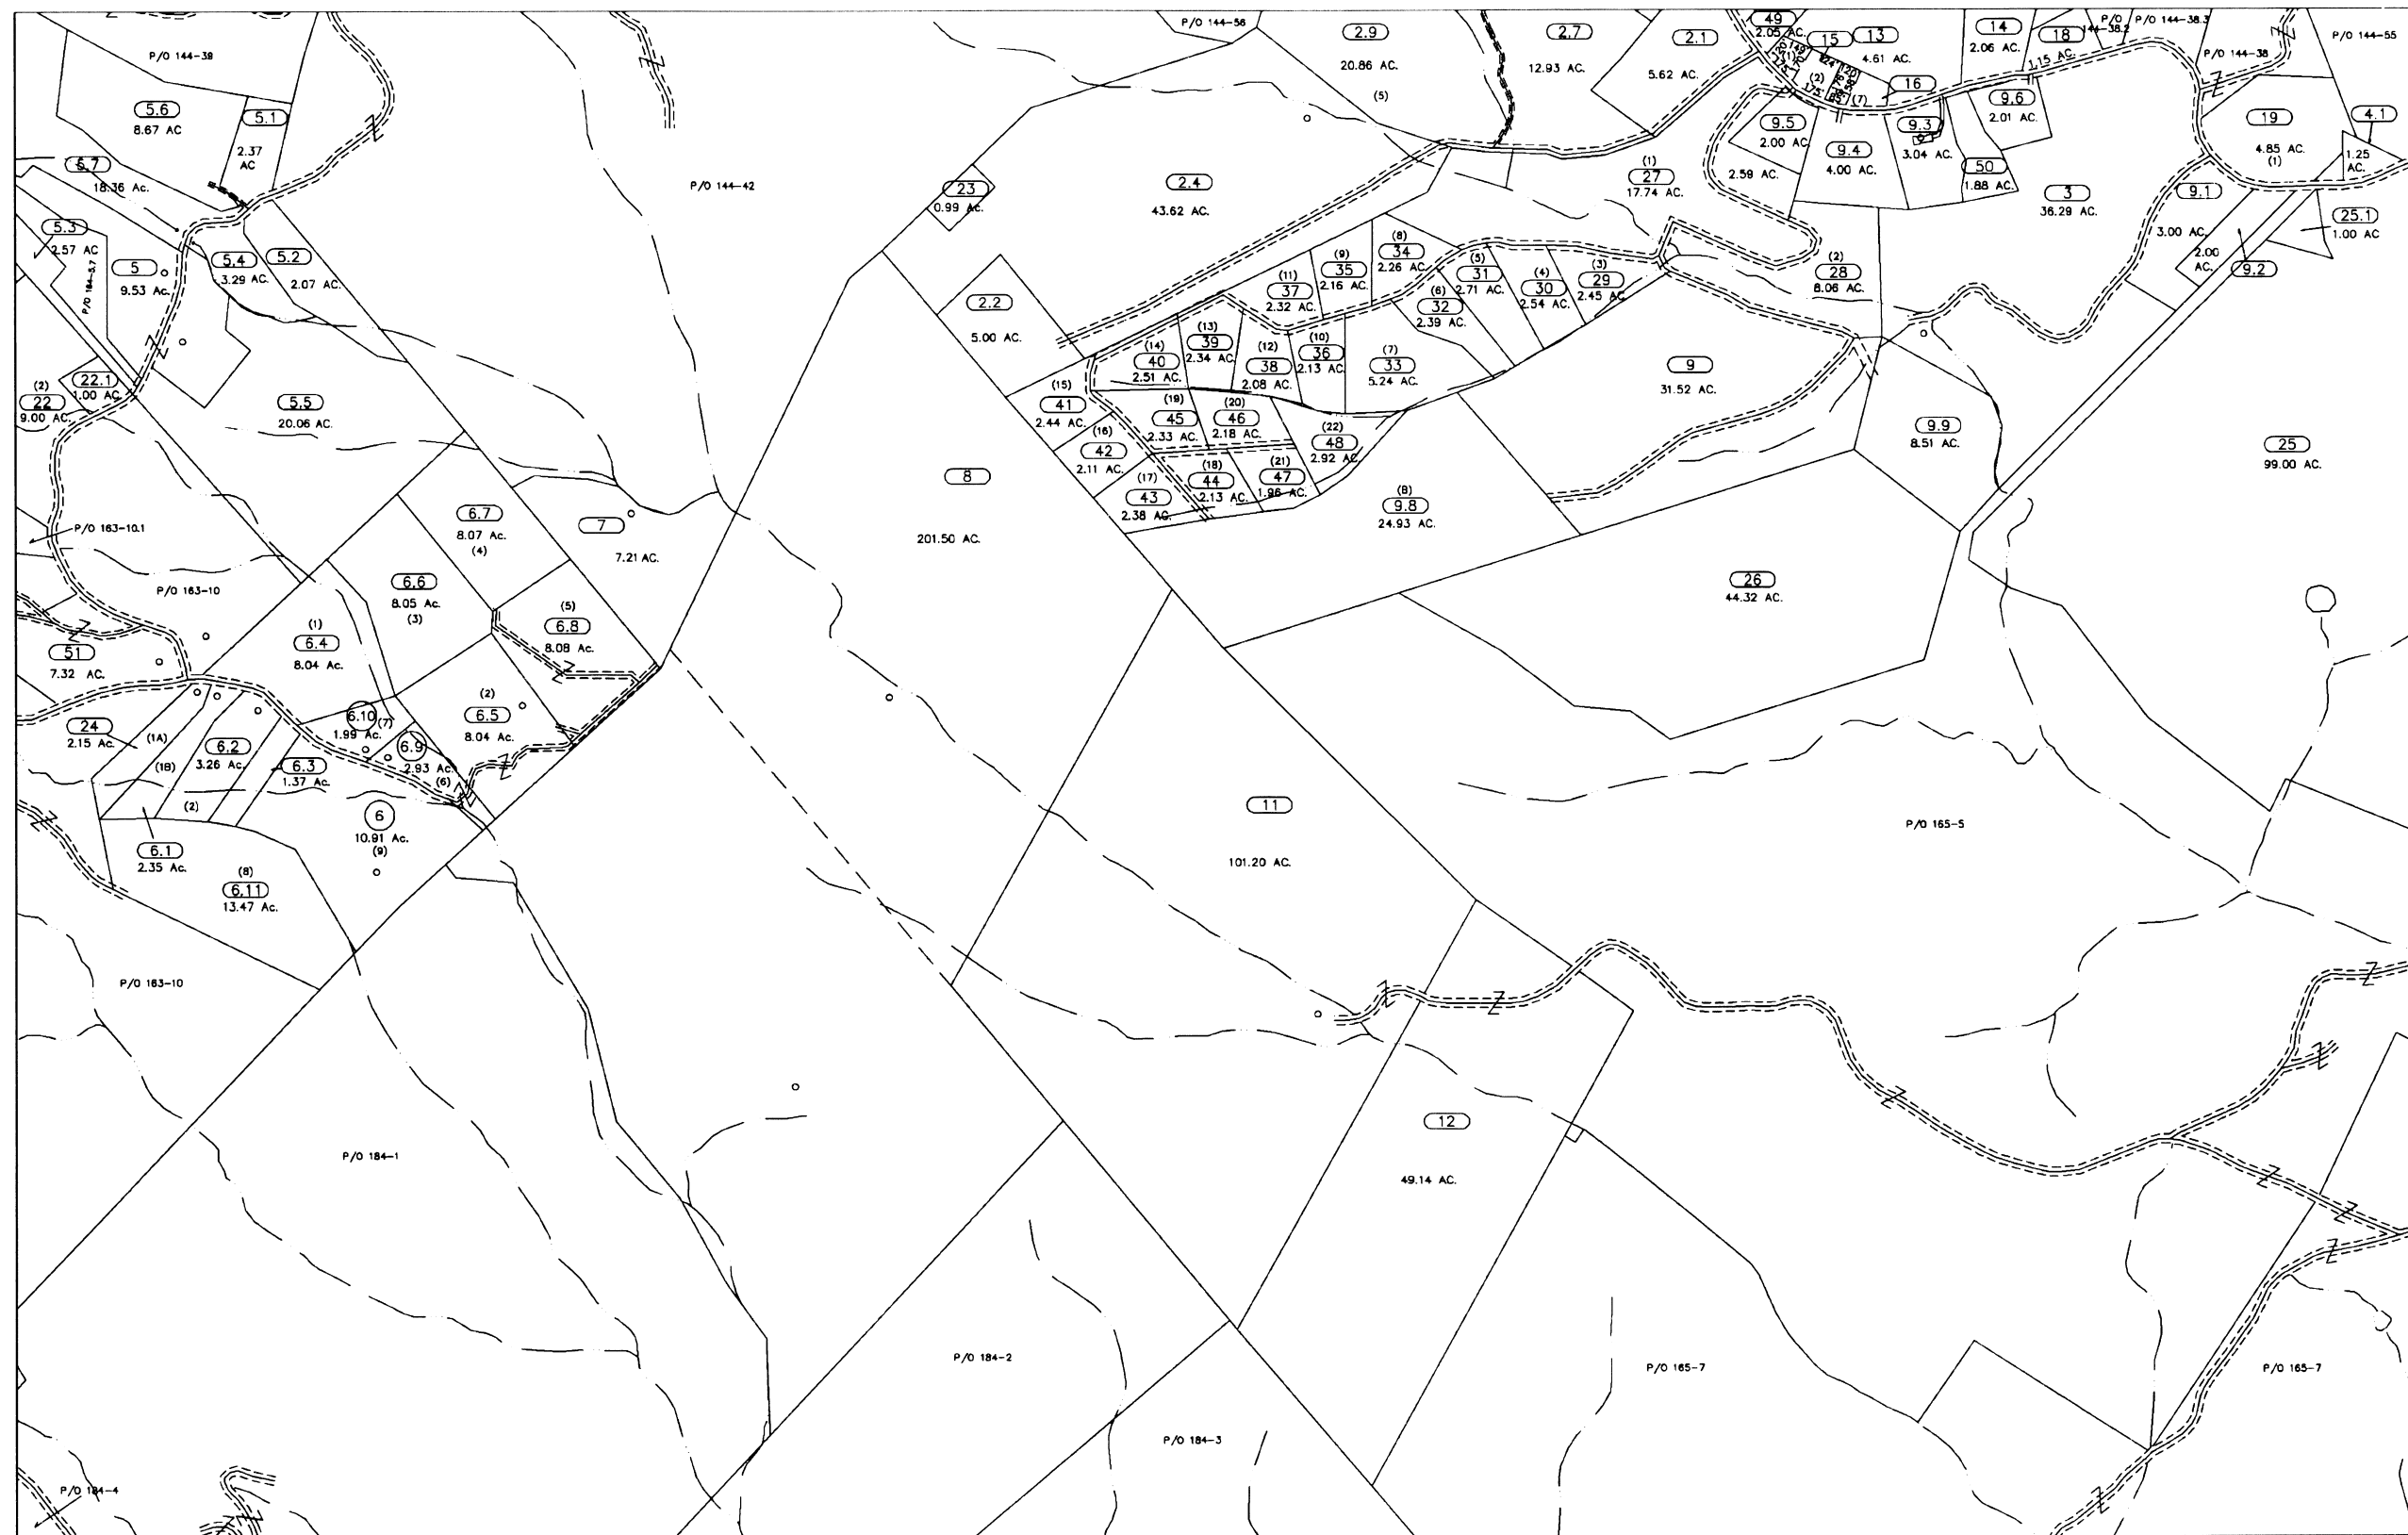 P/O 144-56
2.9
20.86 AC.
(5)
2.7
12.93 AC.
2.1
5.62 AC.
49
2.05 AC.
15
13
4.61 AC.
14
2.06 AC.
18
1.15 AC.
P/O
144-38.2
P/O 144-38.3
P/O 144-38
P/O 144-55
P/O 144-39
5.6
8.67 AC
5.1
2.37
AC
5.7
18.36 Ac.
P/O 144-42
23
0.99 Ac.
2.4
43.62 AC.
(1)
27
17.74 AC.
(2)
175'
85'
(7)
16
9.5
2.00 AC.
2.59 AC.
9.4
4.00 AC.
9.3
3.04 AC.
9.6
2.01 AC.
50
1.88 AC.
3
36.29 AC.
19
4.85 AC.
(1)
4.1
1.25
AC.
9.1
3.00 AC.
2.00
AC.
9.2
25.1
1.00 AC
5.3
2.57 AC
P/O 164-5.7
5
9.53 AC.
5.4
3.29 AC.
5.2
2.07 AC.
2.2
5.00 AC.
(11)
37
2.32 AC.
(9)
35
2.16 AC.
(8)
34
2.26 AC.
(5)
31
2.71 AC.
(6)
32
2.39 AC.
(4)
30
2.54 AC.
(3)
29
2.45 AC.
(2)
28
8.06 AC.
(14)
40
2.51 AC.
(13)
39
2.34 AC.
(12)
38
2.08 AC.
(10)
36
2.13 AC.
(7)
33
5.24 AC.
9
31.52 AC.
9.9
8.51 AC.
25
99.00 AC.
(2)
22
9.00 AC.
22.1
1.00 AC.
5.5
20.06 AC.
(15)
41
2.44 AC.
(16)
42
2.11 AC.
(17)
43
2.38 AC.
(19)
45
2.33 AC.
(20)
46
2.18 AC.
(18)
44
2.13 AC.
(21)
47
1.96 AC.
(22)
48
2.92 AC.
(8)
9.8
24.93 AC.
8
201.50 AC.
P/O 163-10.1
P/O 163-10
6.7
8.07 Ac.
(4)
7
7.21 AC.
6.6
8.05 Ac.
(3)
(5)
6.8
8.08 Ac.
(1)
6.4
8.04 Ac.
26
44.32 AC.
51
7.32 AC.
24
2.15 Ac.
(1A)
(1B)
6.2
3.26 Ac.
(2)
6.3
1.37 Ac.
6.10
(7)
1.99 Ac.
6.9
2.93 Ac.
(6)
(2)
6.5
8.04 Ac.
6
10.91 Ac.
(9)
6.1
2.35 Ac.
(8)
6.11
13.47 Ac.
11
101.20 AC.
P/O 165-5
P/O 163-10
12
49.14 AC.
P/O 184-1
P/O 184-2
P/O 165-7
P/O 165-7
P/O 184-3
P/O 184-4